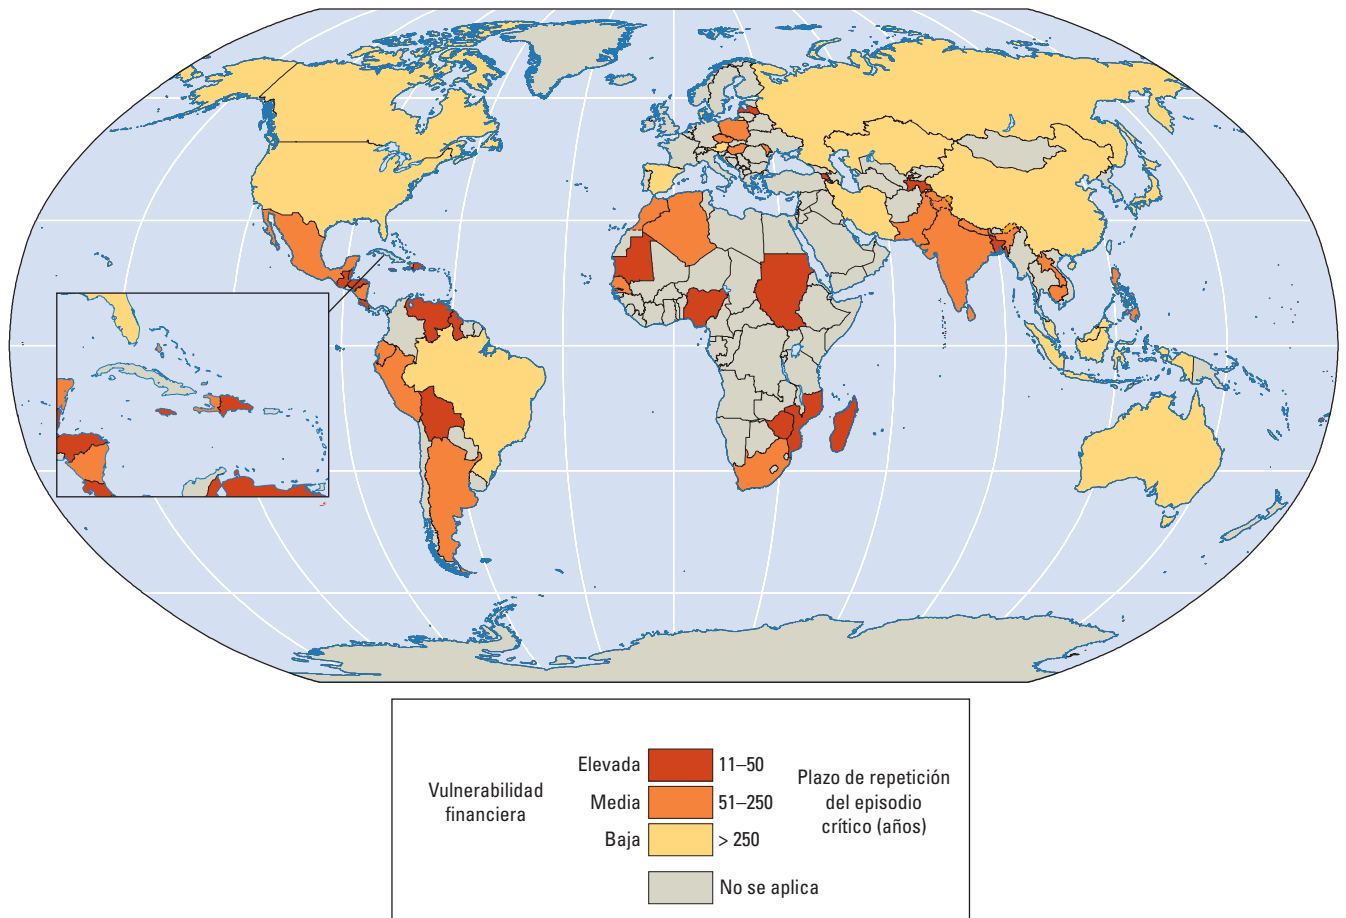 Vulnerabilidad
financiera
Elevada
Media
Baja
11–50
51–250
> 250
No se aplica
Plazo de repetición
del episodio
crítico (años)